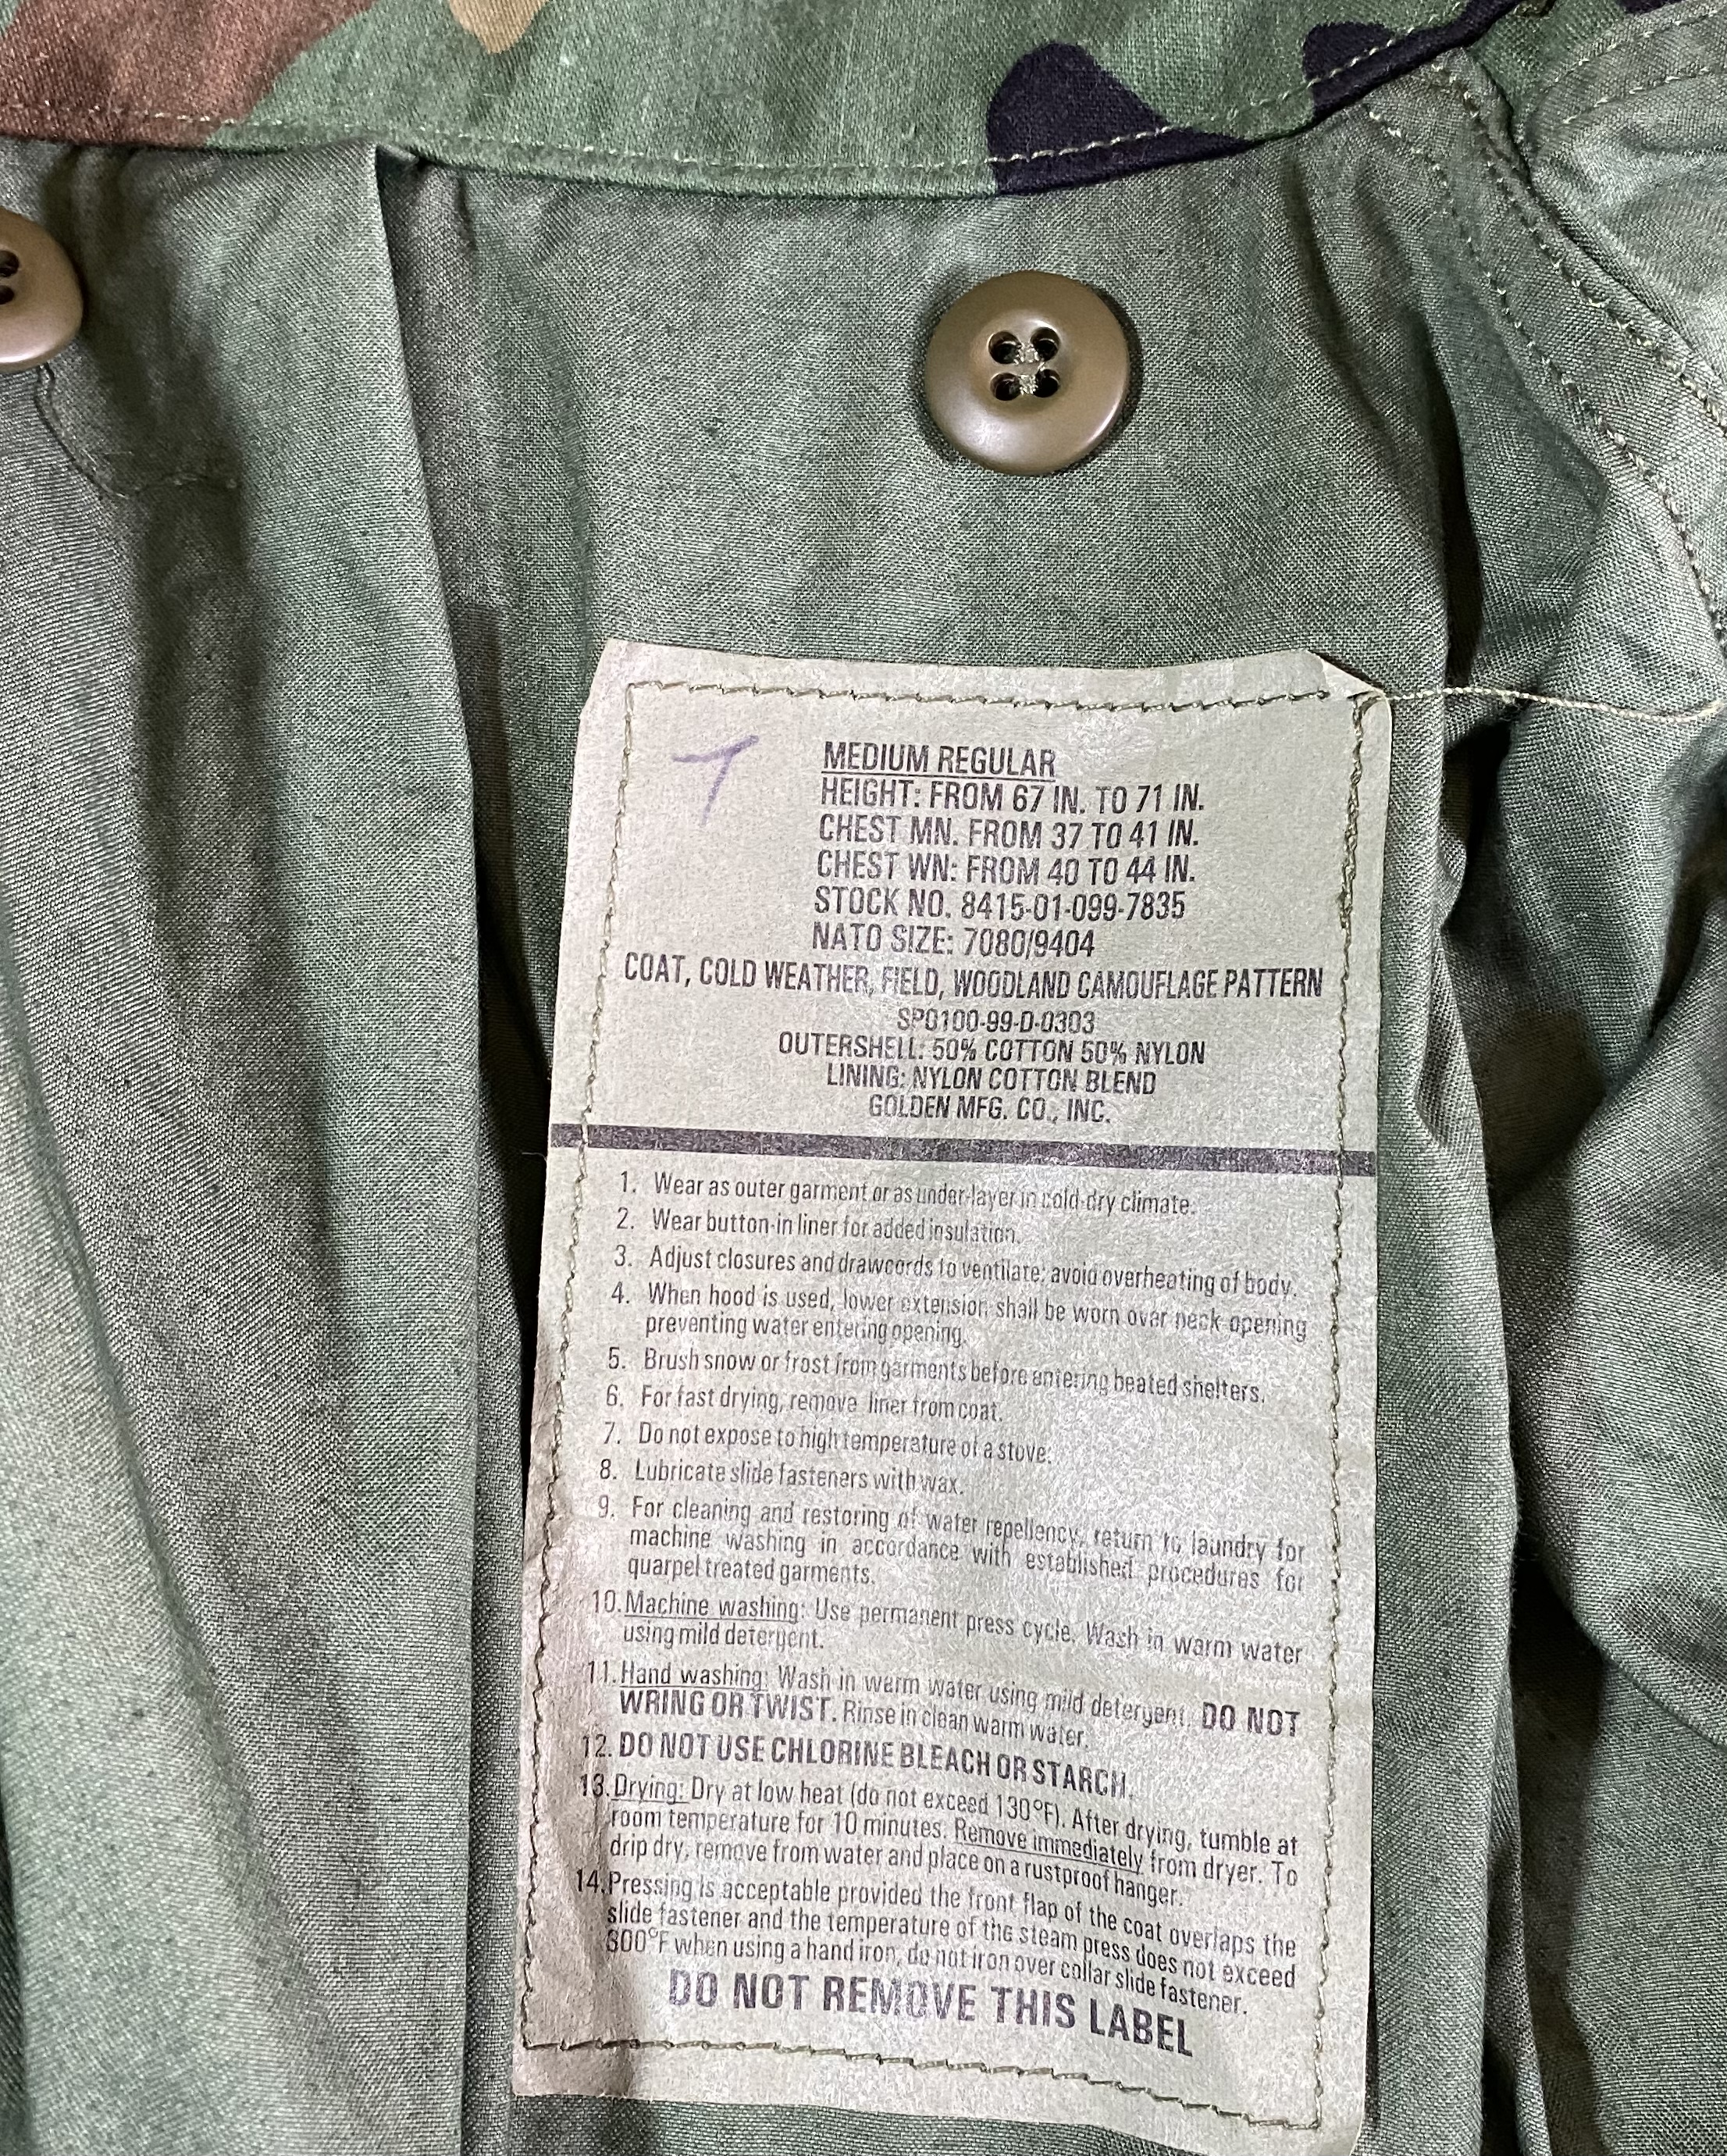 7
MEDIUM REGULAR
HEIGHT: FROM 67 IN. TO 71 IN.
CHEST MN. FROM 37 TO 41 IN.
CHEST WN: FROM 40 TO 44 IN.
STOCK NO. 8415-01-099-7835
NATO SIZE: 7080/9404
COAT, COLD WEATHER, FIELD, WOODLAND CAMOUFLAGE PATTERN
SP0100-99-D-0303
OUTERSHELL: 50% COTTON 50% NYLON
LINING: NYLON COTTON BLEND
GOLDEN MFG. CO., INC.
1. Wear as outer garment or as under-layer in cold-dry climate.
2. Wear button-in liner for added insulation.
3. Adjust closures and drawcords to ventilate; avoid overheating of body.
4. When hood is used, lower extension shall be worn over neck opening
preventing water entering opening.
5. Brush snow or frost from garments before entering heated shelters.
6. For fast drying, remove liner from coat.
7. Do not expose to high temperature of a stove.
8. Lubricate slide fasteners with wax.
9. For cleaning and restoring of water repellency, return to laundry for
machine washing in accordance with established procedures for
quarpel treated garments.
10. Machine washing: Use permanent press cycle. Wash in warm water
using mild detergent.
11. Hand washing: Wash in warm water using mild detergent. DO NOT
WRING OR TWIST. Rinse in clean warm water.
12. DO NOT USE CHLORINE BLEACH OR STARCH.
13. Drying: Dry at low heat (do not exceed 130°F). After drying, tumble at
room temperature for 10 minutes. Remove immediately from dryer. To
drip dry, remove from water and place on a rustproof hanger.
14. Pressing is acceptable provided the front flap of the coat overlaps the
slide fastener and the temperature of the steam press does not exceed
300°F when using a hand iron, do not iron over collar slide fastener.
DO NOT REMOVE THIS LABEL